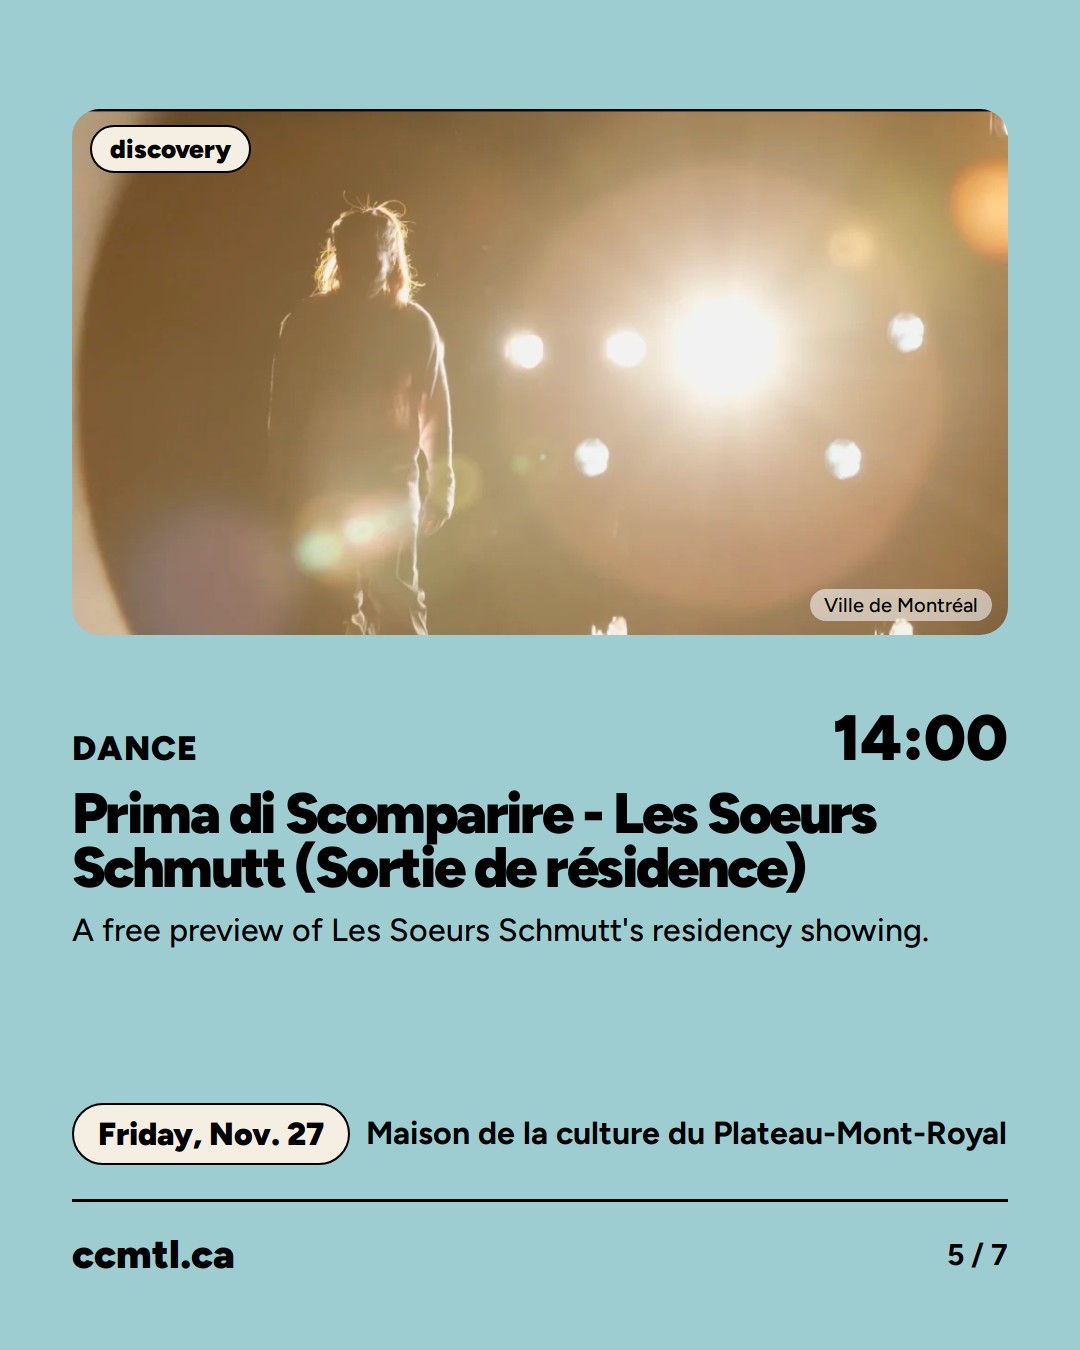 discovery
Ville de Montréal
DANCE
14:00
Prima di Scomparire - Les Soeurs
Schmutt (Sortie de résidence)
A free preview of Les Soeurs Schmutt's residency showing.
Friday, Nov. 27
Maison de la culture du Plateau-Mont-Royal
ccmtl.ca
5 / 7